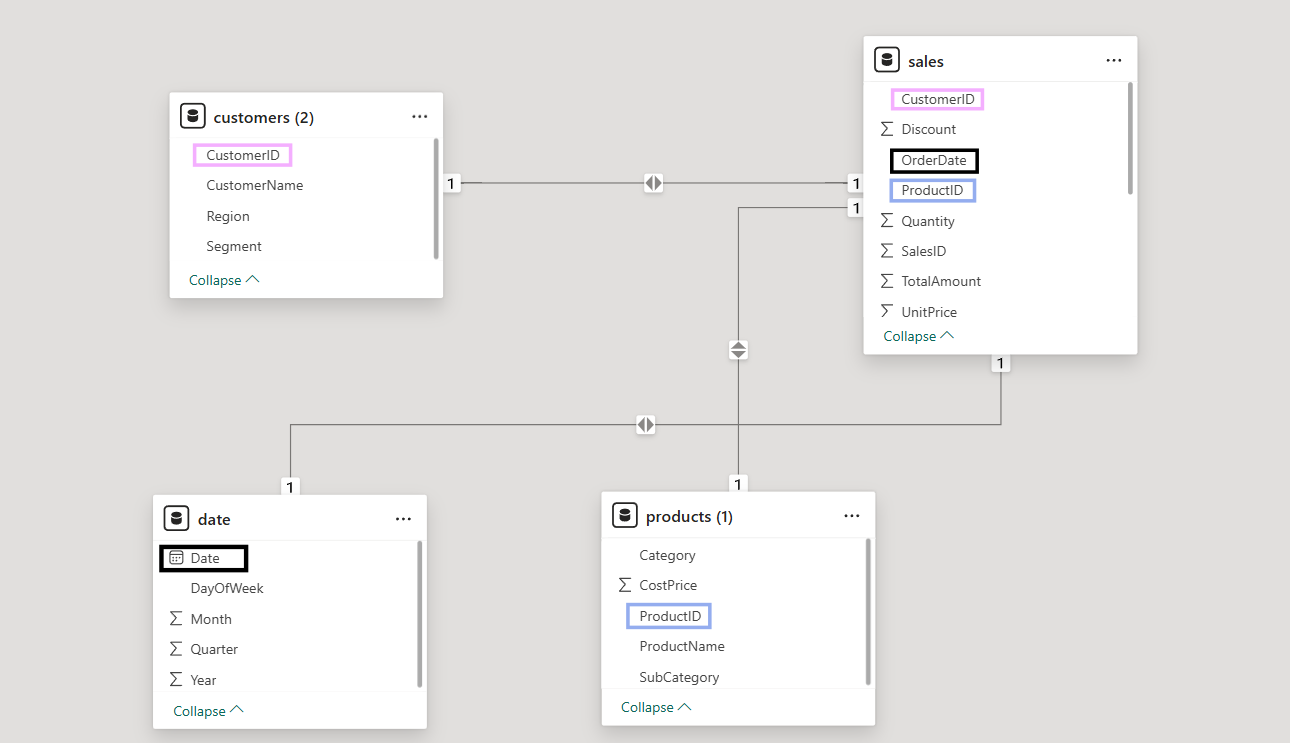 customers (2)
CustomerID
CustomerName
Region
Segment
Collapse
sales
CustomerID
Discount
OrderDate
ProductID
Quantity
SalesID
TotalAmount
UnitPrice
Collapse
1
1
1
1
1
1
date
Date
DayOfWeek
Month
Quarter
Year
Collapse
products (1)
Category
CostPrice
ProductID
ProductName
SubCategory
Collapse